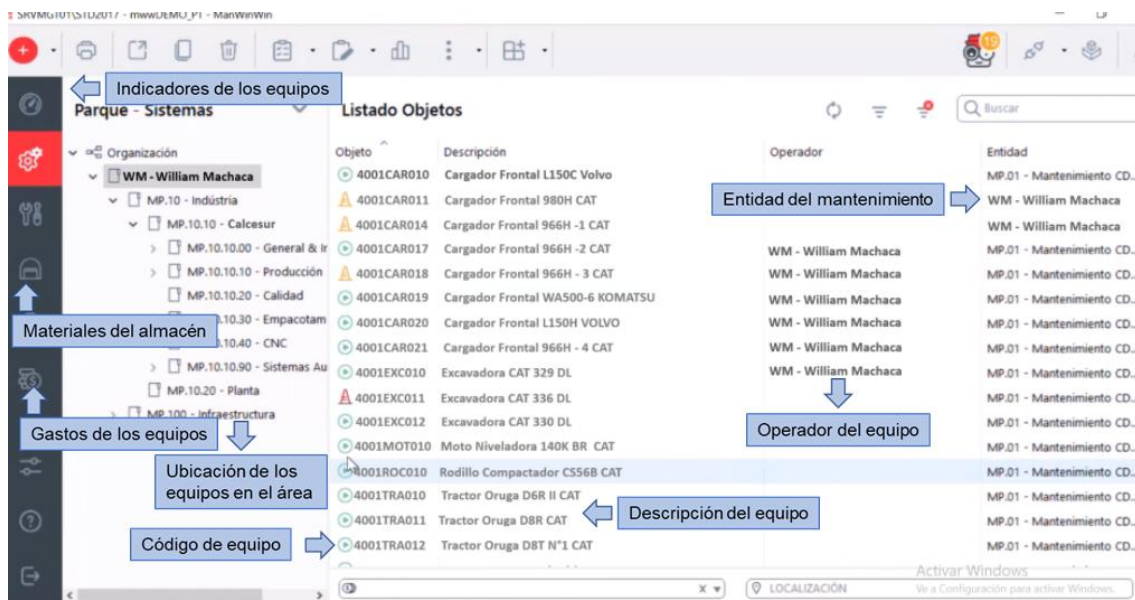 SRVMGT01\STD2017 - mwwDEMO_PT - ManWinWin
19
Indicadores de los equipos
Parque - Sistemas
Listado Objetos
Buscar
Organización
WM - William Machaca
MP.10 - Indústria
MP.10.10 - Calcesur
MP.10.10.00 - General & Ir
MP.10.10.10 - Producción
MP.10.10.20 - Calidad
.10.30 - Empacotam
.10.40 - CNC
MP.10.10.90 - Sistemas Au
MP.10.20 - Planta
MP.100 - Infraestructura
Materiales del almacén
Gastos de los equipos
Ubicación de los
equipos en el área
Código de equipo
Objeto Descripción Operador Entidad
4001CAR010 Cargador Frontal L150C Volvo MP.01 - Mantenimiento CD..
4001CAR011 Cargador Frontal 980H CAT WM - William Machaca
4001CAR014 Cargador Frontal 966H -1 CAT WM - William Machaca
4001CAR017 Cargador Frontal 966H -2 CAT WM - William Machaca MP.01 - Mantenimiento CD..
4001CAR018 Cargador Frontal 966H - 3 CAT MP.01 - Mantenimiento CD..
4001CAR019 Cargador Frontal WA500-6 KOMATSU WM - William Machaca MP.01 - Mantenimiento CD..
4001CAR020 Cargador Frontal L150H VOLVO WM - William Machaca MP.01 - Mantenimiento CD..
4001CAR021 Cargador Frontal 966H - 4 CAT WM - William Machaca MP.01 - Mantenimiento CD..
4001EXC010 Excavadora CAT 329 DL WM - William Machaca MP.01 - Mantenimiento CD..
4001EXC011 Excavadora CAT 336 DL MP.01 - Mantenimiento CD..
4001EXC012 Excavadora CAT 330 DL MP.01 - Mantenimiento CD..
4001MOT010 Moto Niveladora 140K BR CAT MP.01 - Mantenimiento CD..
4001ROC010 Rodillo Compactador CS56B CAT MP.01 - Mantenimiento CD..
4001TRA010 Tractor Oruga D6R II CAT MP.01 - Mantenimiento CD..
4001TRA011 Tractor Oruga D8R CAT MP.01 - Mantenimiento CD..
4001TRA012 Tractor Oruga D8T N°1 CAT MP.01 - Mantenimiento CD..
Entidad del mantenimiento
Operador del equipo
Descripción del equipo
X
LOCALIZACIÓN
Activar Windows
Ve a Configuración para activar Windows.